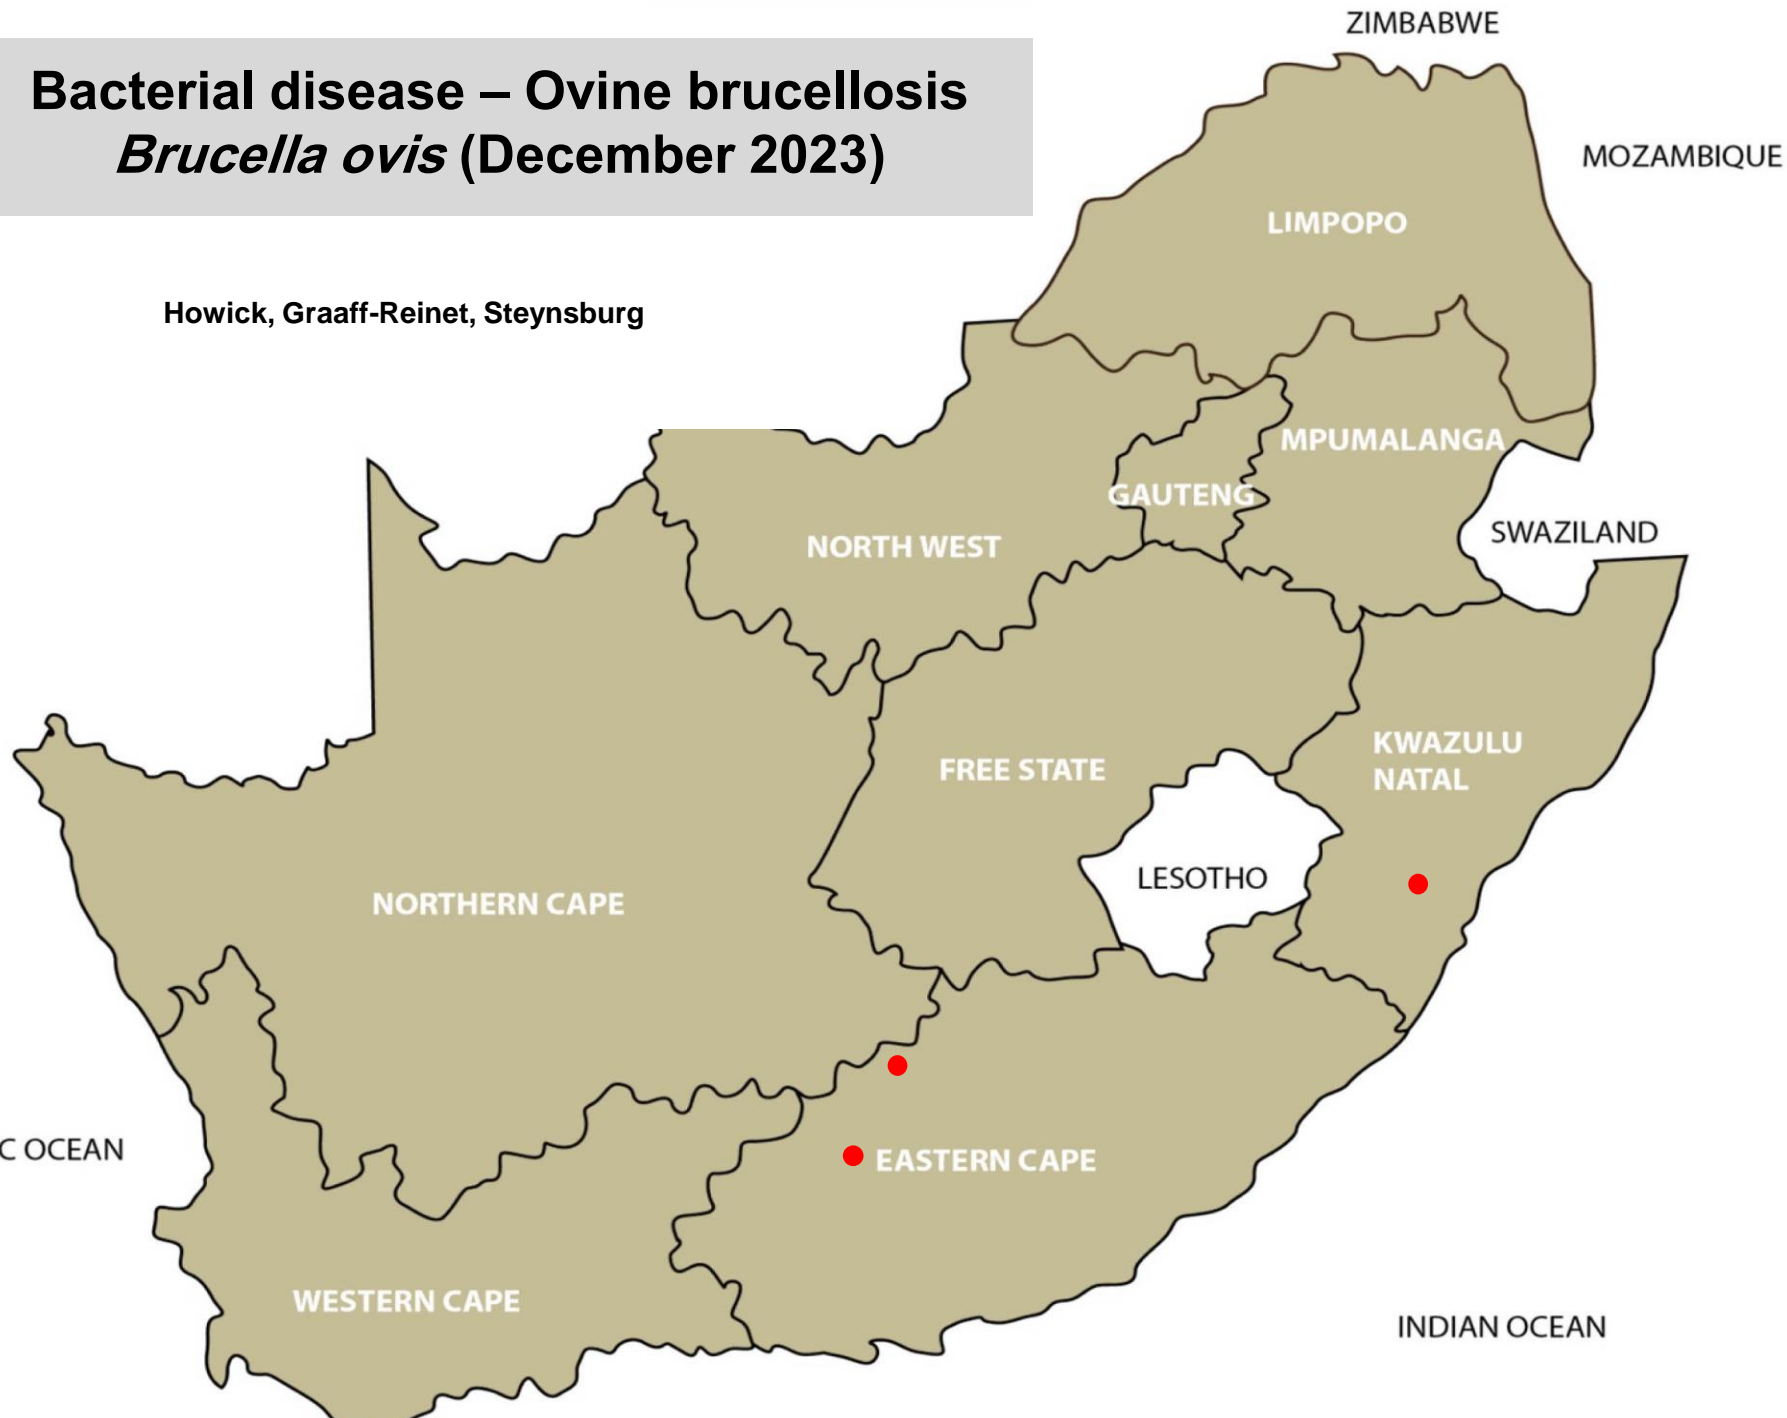 ZIMBABWE
Bacterial disease – Ovine brucellosis
Brucella ovis (December 2023)
MOZAMBIQUE
LIMPOPO
Howick, Graaff-Reinet, Steynsburg
MPUMALANGA
GAUTENG
SWAZILAND
NORTH WEST
KWAZULU
NATAL
FREE STATE
LESOTHO
NORTHERN CAPE
C OCEAN
EASTERN CAPE
WESTERN CAPE
INDIAN OCEAN